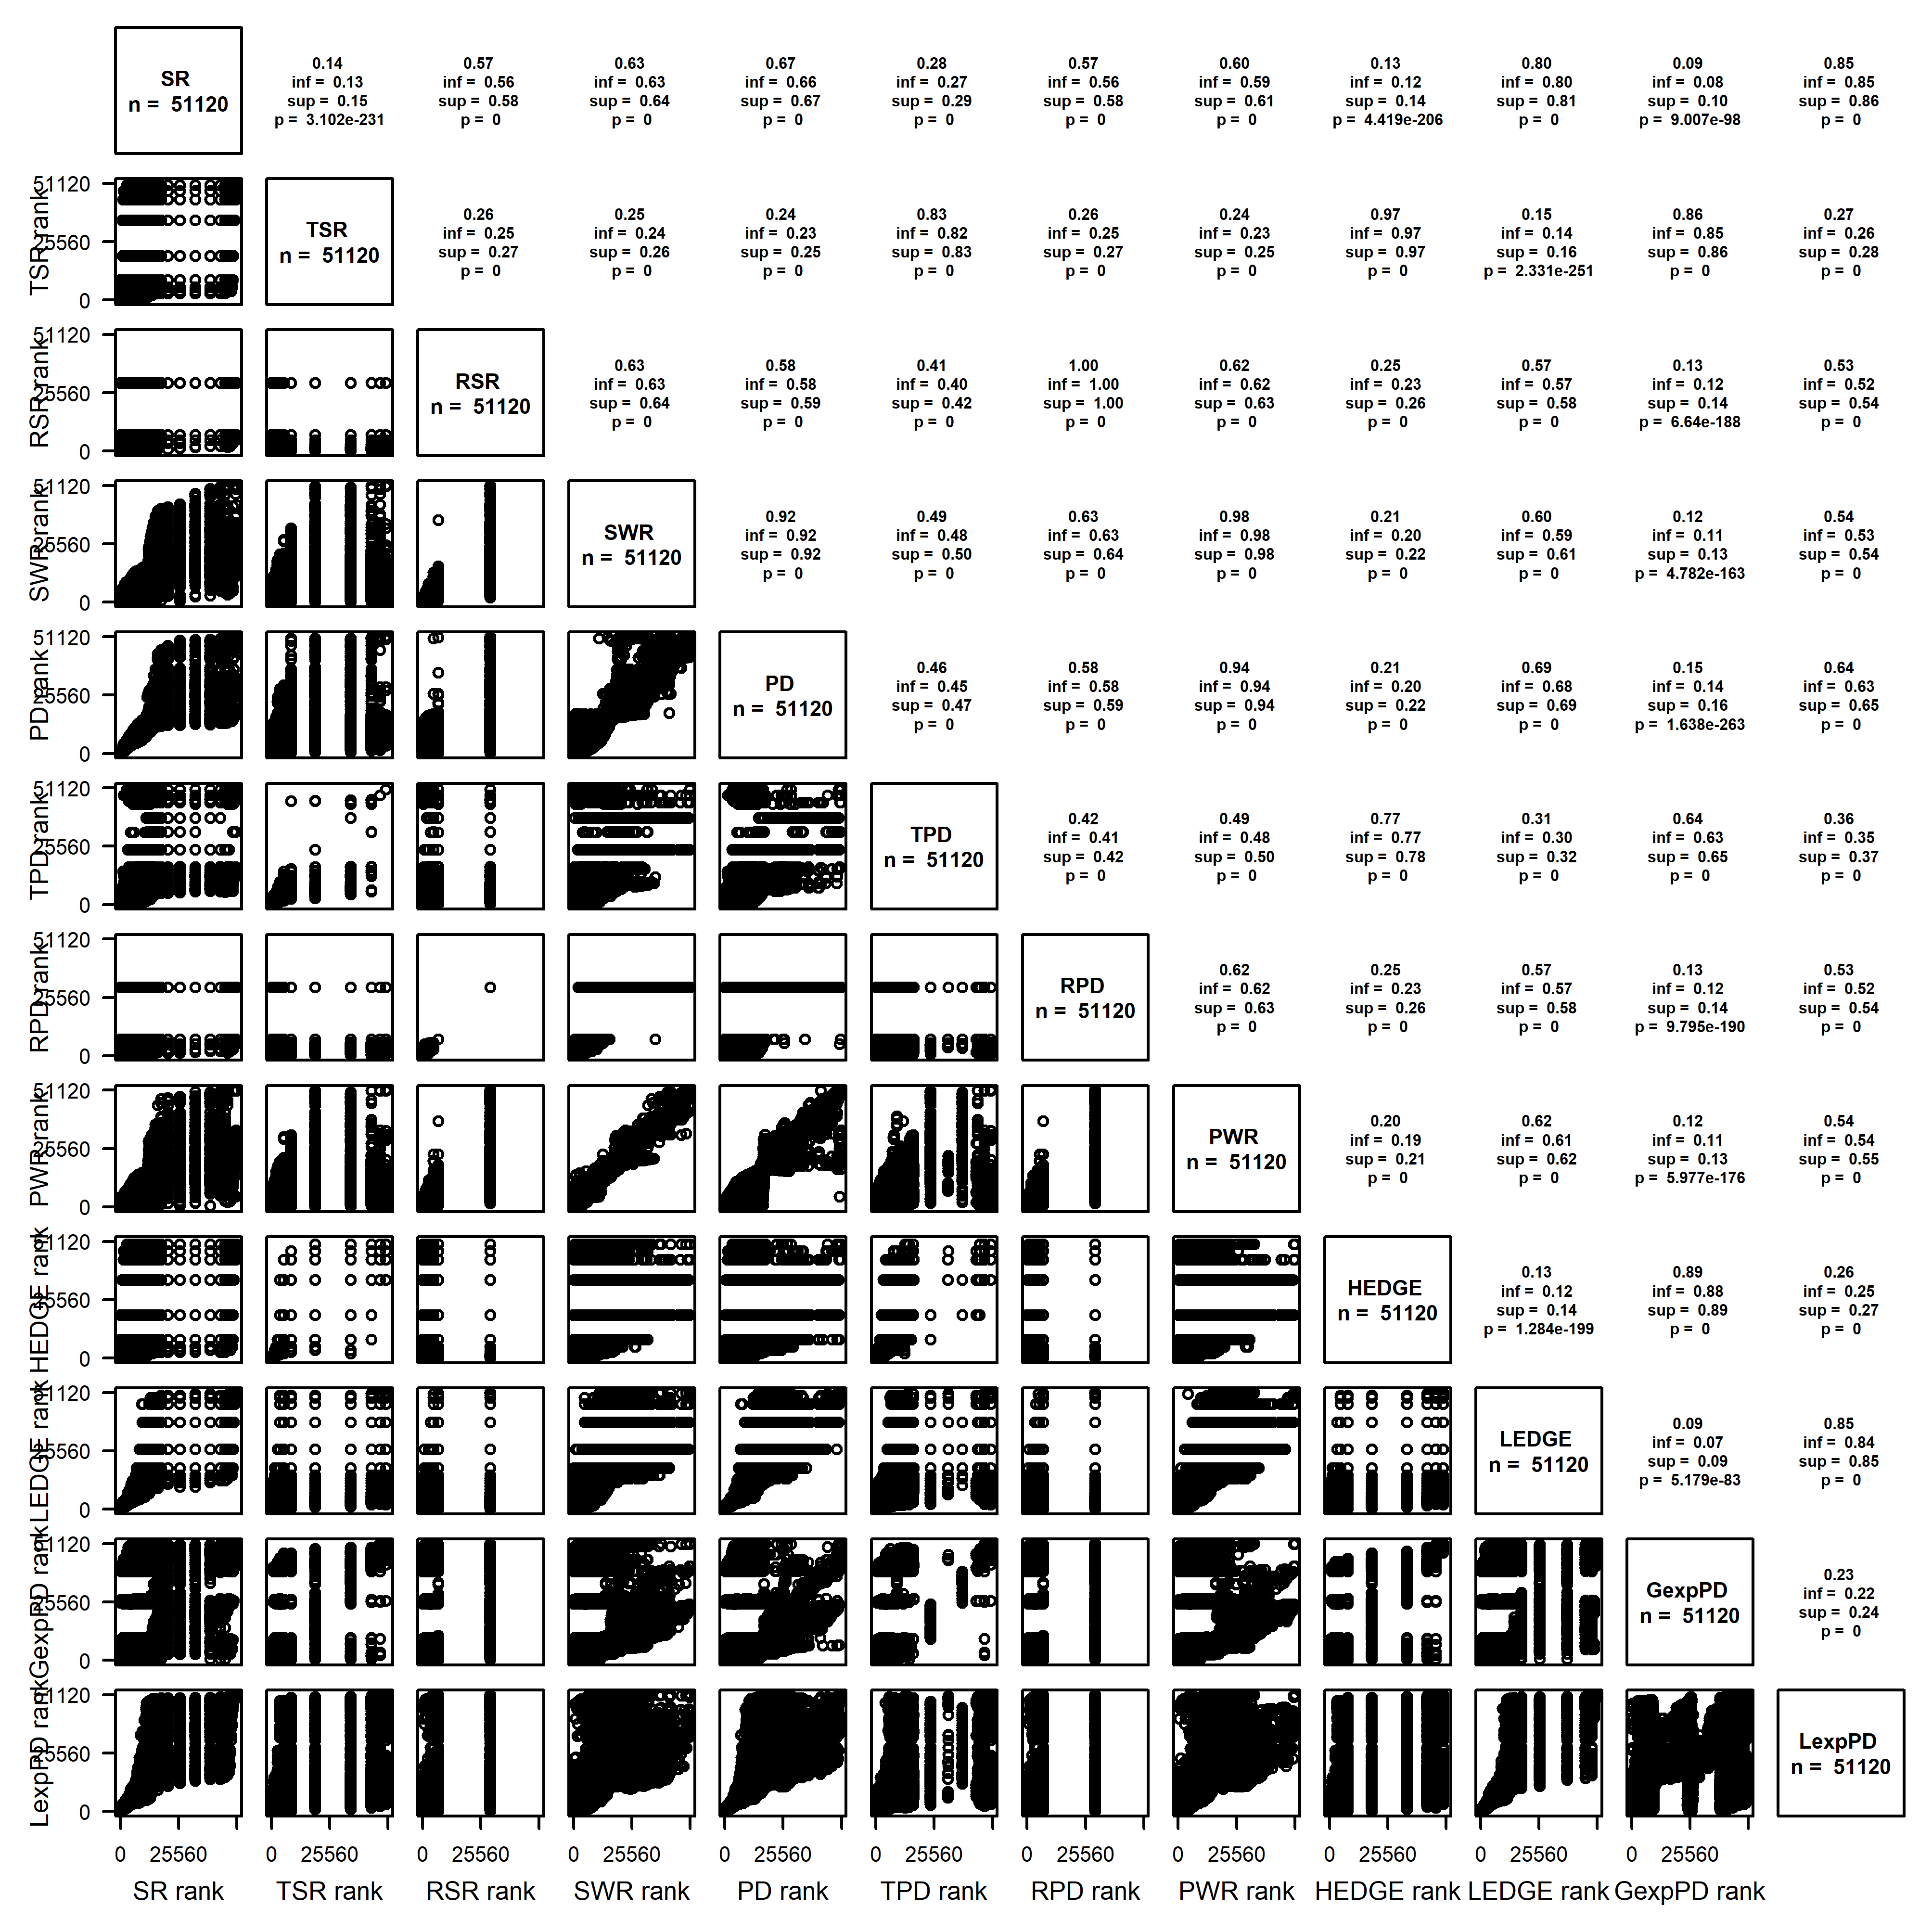 SR
n = 51120
0.14
inf = 0.13
sup = 0.15
p = 3.102e-231
0.57
inf = 0.56
sup = 0.58
p = 0
0.63
inf = 0.63
sup = 0.64
p = 0
0.67
inf = 0.66
sup = 0.67
p = 0
0.28
inf = 0.27
sup = 0.29
p = 0
0.57
inf = 0.56
sup = 0.58
p = 0
0.60
inf = 0.59
sup = 0.61
p = 0
0.13
inf = 0.12
sup = 0.14
p = 4.419e-206
0.80
inf = 0.80
sup = 0.81
p = 0
0.09
inf = 0.08
sup = 0.10
p = 9.007e-98
0.85
inf = 0.85
sup = 0.86
p = 0
TSR rank
51120
25560
0
TSR
n = 51120
0.26
inf = 0.25
sup = 0.27
p = 0
0.25
inf = 0.24
sup = 0.26
p = 0
0.24
inf = 0.23
sup = 0.25
p = 0
0.83
inf = 0.82
sup = 0.83
p = 0
0.26
inf = 0.25
sup = 0.27
p = 0
0.24
inf = 0.23
sup = 0.25
p = 0
0.97
inf = 0.97
sup = 0.97
p = 0
0.15
inf = 0.14
sup = 0.16
p = 2.331e-251
0.86
inf = 0.85
sup = 0.86
p = 0
0.27
inf = 0.26
sup = 0.28
p = 0
RSR rank
51120
25560
0
RSR
n = 51120
0.63
inf = 0.63
sup = 0.64
p = 0
0.58
inf = 0.58
sup = 0.59
p = 0
0.41
inf = 0.40
sup = 0.42
p = 0
1.00
inf = 1.00
sup = 1.00
p = 0
0.62
inf = 0.62
sup = 0.63
p = 0
0.25
inf = 0.23
sup = 0.26
p = 0
0.57
inf = 0.57
sup = 0.58
p = 0
0.13
inf = 0.12
sup = 0.14
p = 6.64e-188
0.53
inf = 0.52
sup = 0.54
p = 0
SWR rank
51120
25560
0
SWR
n = 51120
0.92
inf = 0.92
sup = 0.92
p = 0
0.49
inf = 0.48
sup = 0.50
p = 0
0.63
inf = 0.63
sup = 0.64
p = 0
0.98
inf = 0.98
sup = 0.98
p = 0
0.21
inf = 0.20
sup = 0.22
p = 0
0.60
inf = 0.59
sup = 0.61
p = 0
0.12
inf = 0.11
sup = 0.13
p = 4.782e-163
0.54
inf = 0.53
sup = 0.54
p = 0
PD rank
51120
25560
0
PD
n = 51120
0.46
inf = 0.45
sup = 0.47
p = 0
0.58
inf = 0.58
sup = 0.59
p = 0
0.94
inf = 0.94
sup = 0.94
p = 0
0.21
inf = 0.20
sup = 0.22
p = 0
0.69
inf = 0.68
sup = 0.69
p = 0
0.15
inf = 0.14
sup = 0.16
p = 1.638e-263
0.64
inf = 0.63
sup = 0.65
p = 0
TPD rank
51120
25560
0
TPD
n = 51120
0.42
inf = 0.41
sup = 0.42
p = 0
0.49
inf = 0.48
sup = 0.50
p = 0
0.77
inf = 0.77
sup = 0.78
p = 0
0.31
inf = 0.30
sup = 0.32
p = 0
0.64
inf = 0.63
sup = 0.65
p = 0
0.36
inf = 0.35
sup = 0.37
p = 0
RPD rank
51120
25560
0
RPD
n = 51120
0.62
inf = 0.62
sup = 0.63
p = 0
0.25
inf = 0.23
sup = 0.26
p = 0
0.57
inf = 0.57
sup = 0.58
p = 0
0.13
inf = 0.12
sup = 0.14
p = 9.795e-190
0.53
inf = 0.52
sup = 0.54
p = 0
PWR rank
51120
25560
0
PWR
n = 51120
0.20
inf = 0.19
sup = 0.21
p = 0
0.62
inf = 0.61
sup = 0.62
p = 0
0.12
inf = 0.11
sup = 0.13
p = 5.977e-176
0.54
inf = 0.54
sup = 0.55
p = 0
HEDGE rank
51120
25560
0
HEDGE
n = 51120
0.13
inf = 0.12
sup = 0.14
p = 1.284e-199
0.89
inf = 0.88
sup = 0.89
p = 0
0.26
inf = 0.25
sup = 0.27
p = 0
LEDGE rank
51120
25560
0
LEDGE
n = 51120
0.09
inf = 0.07
sup = 0.09
p = 5.179e-83
0.85
inf = 0.84
sup = 0.85
p = 0
GexpPD rank
51120
25560
0
GexpPD
n = 51120
0.23
inf = 0.22
sup = 0.24
p = 0
LexpPD rank
51120
25560
0
LexpPD
n = 51120
0 25560
0 25560
0 25560
0 25560
0 25560
0 25560
0 25560
0 25560
0 25560
0 25560
0 25560
SR rank
TSR rank
RSR rank
SWR rank
PD rank
TPD rank
RPD rank
PWR rank
HEDGE rank
LEDGE rank
GexpPD rank